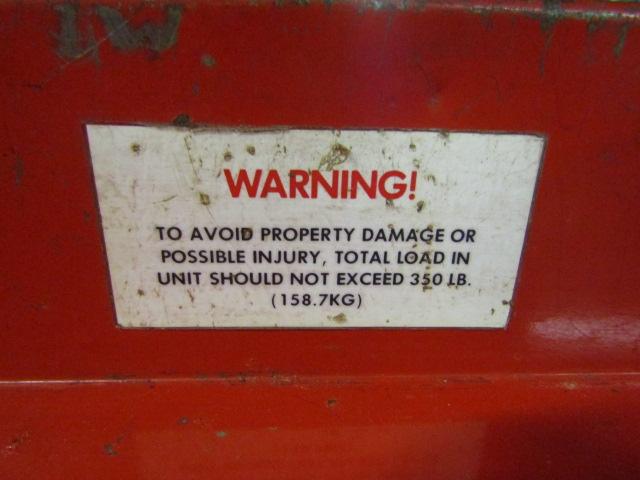 WARNING!
TO AVOID PROPERTY DAMAGE OR
POSSIBLE INJURY, TOTAL LOAD IN
UNIT SHOULD NOT EXCEED 350 LB.
(158.7KG)